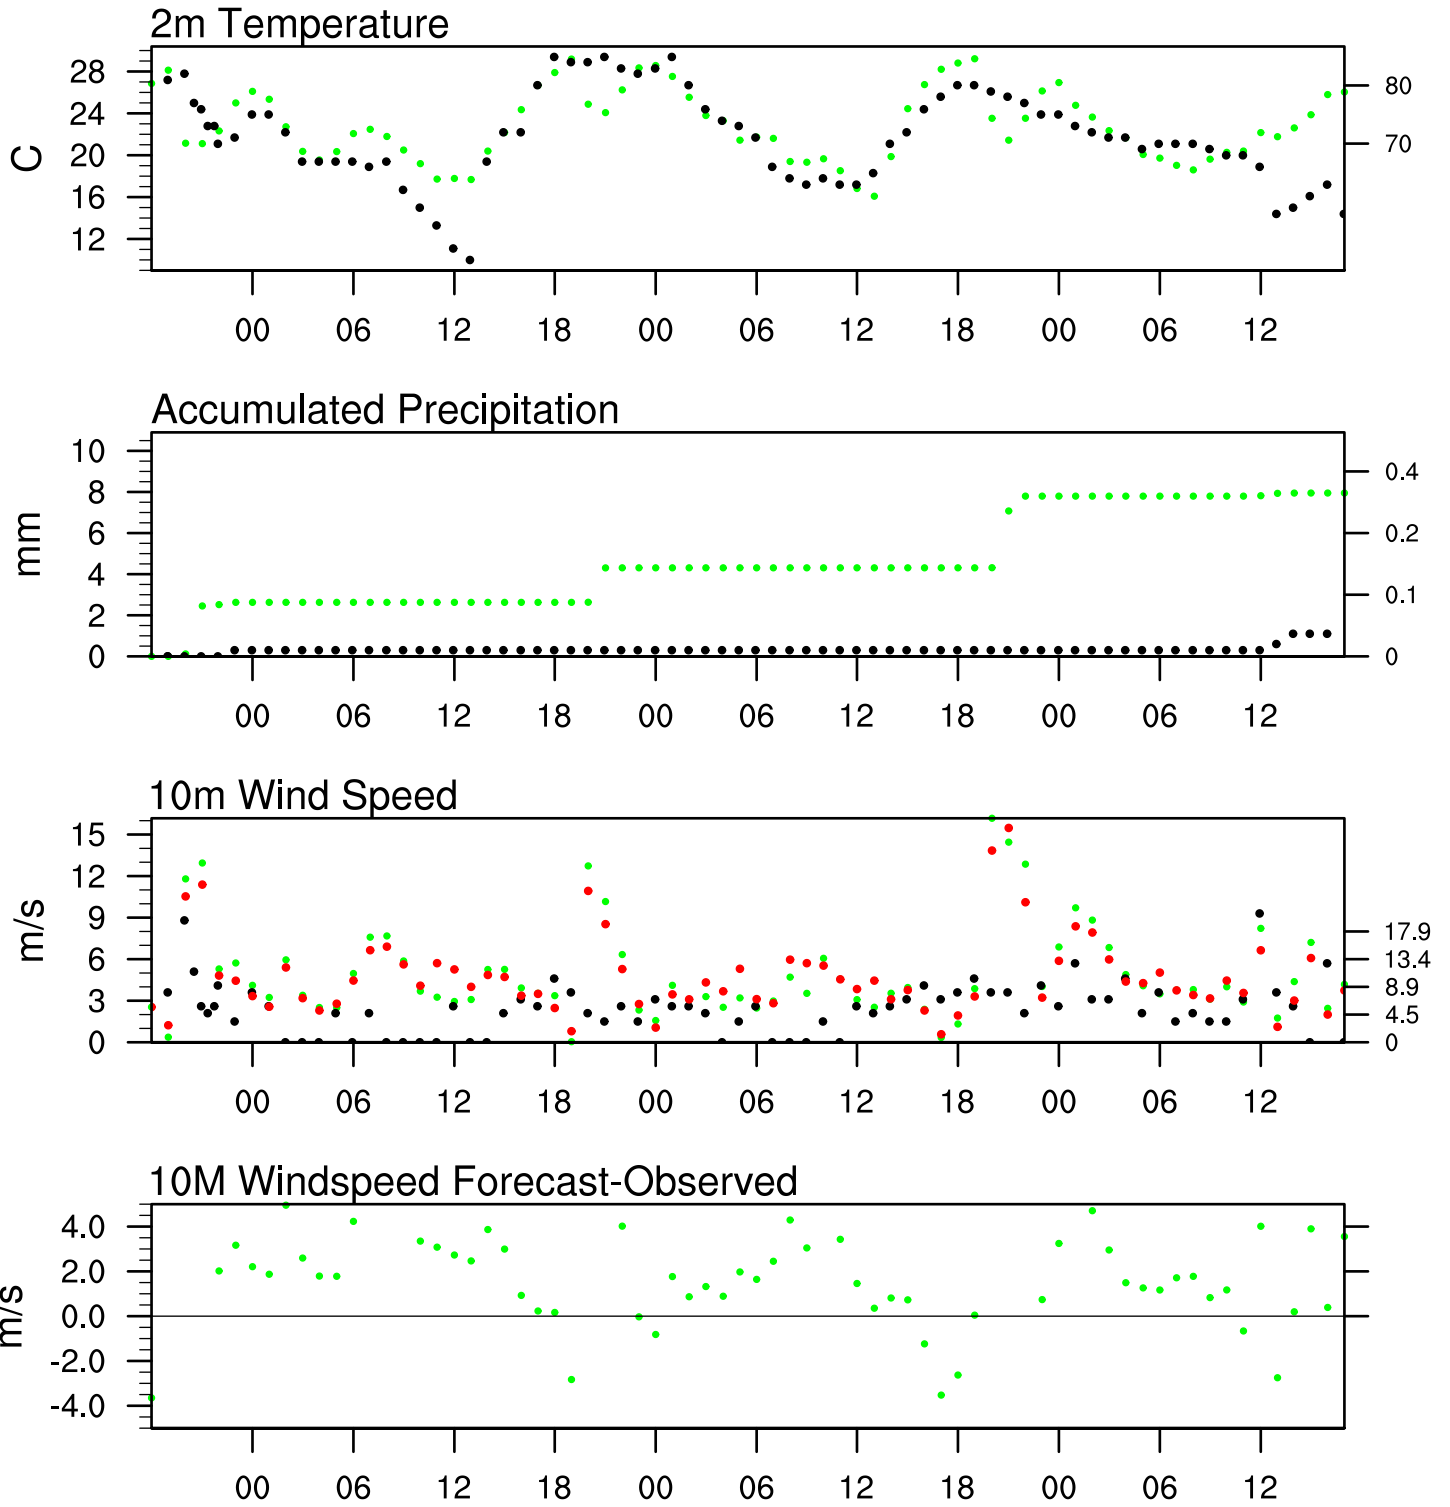 2m Temperature
28
24
20
16
12
C
80
70
00 06 12 18 00 06 12 18 00 06 12
Accumulated Precipitation
10
8
6
4
2
0
mm
0.4
0.2
0.1
0
00 06 12 18 00 06 12 18 00 06 12
10m Wind Speed
15
12
9
6
3
0
m/s
17.9
13.4
8.9
4.5
0
00 06 12 18 00 06 12 18 00 06 12
10M Windspeed Forecast-Observed
4.0
2.0
0.0
-2.0
-4.0
m/s
00 06 12 18 00 06 12 18 00 06 12